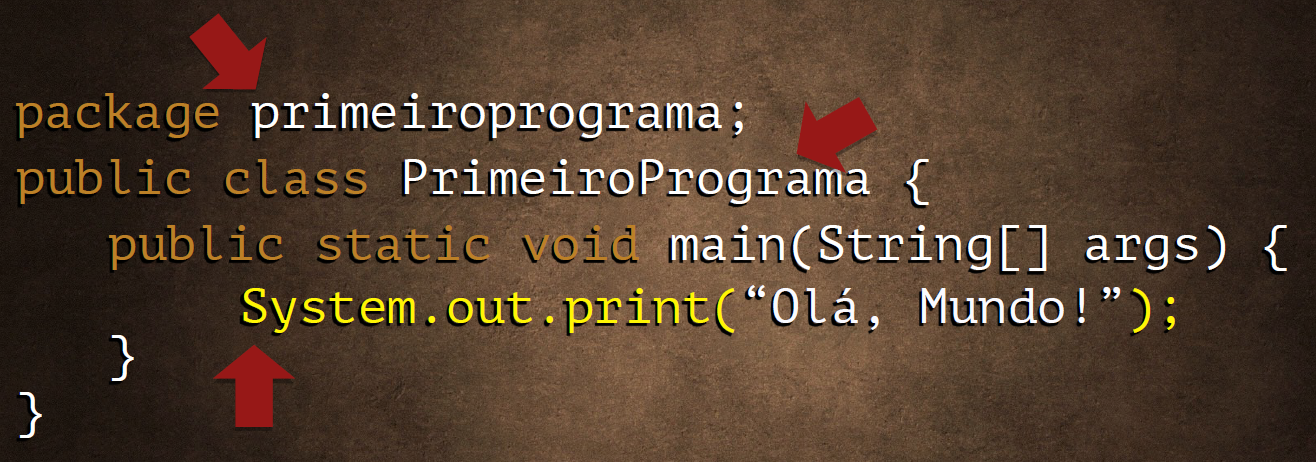 package primeiroprograma;
public class PrimeiroPrograma {
public static void main(String[] args) {
System.out.print(“Olá, Mundo!”);
}
}